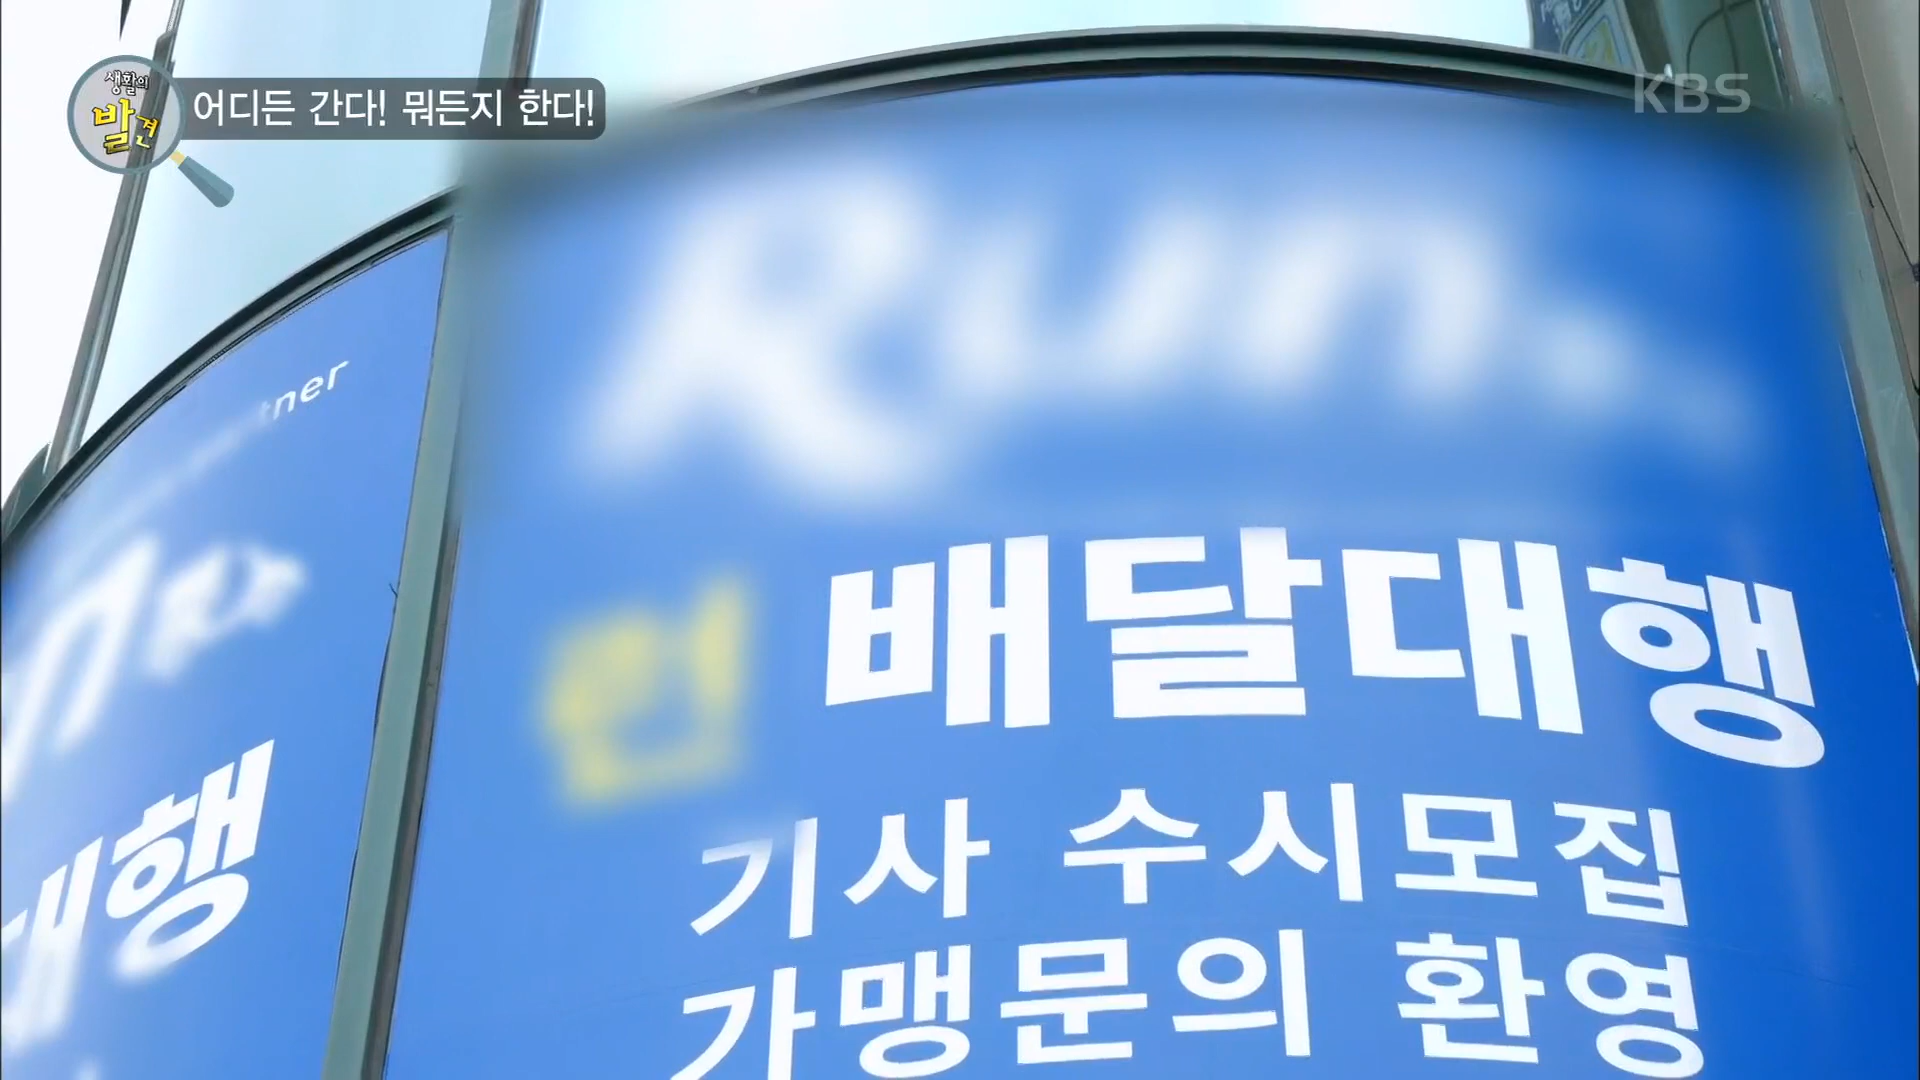 생활의
발견
어디든 간다! 뭐든지 한다!
KBS
배달대행
기사 수시모집
가맹문의 환영
대행